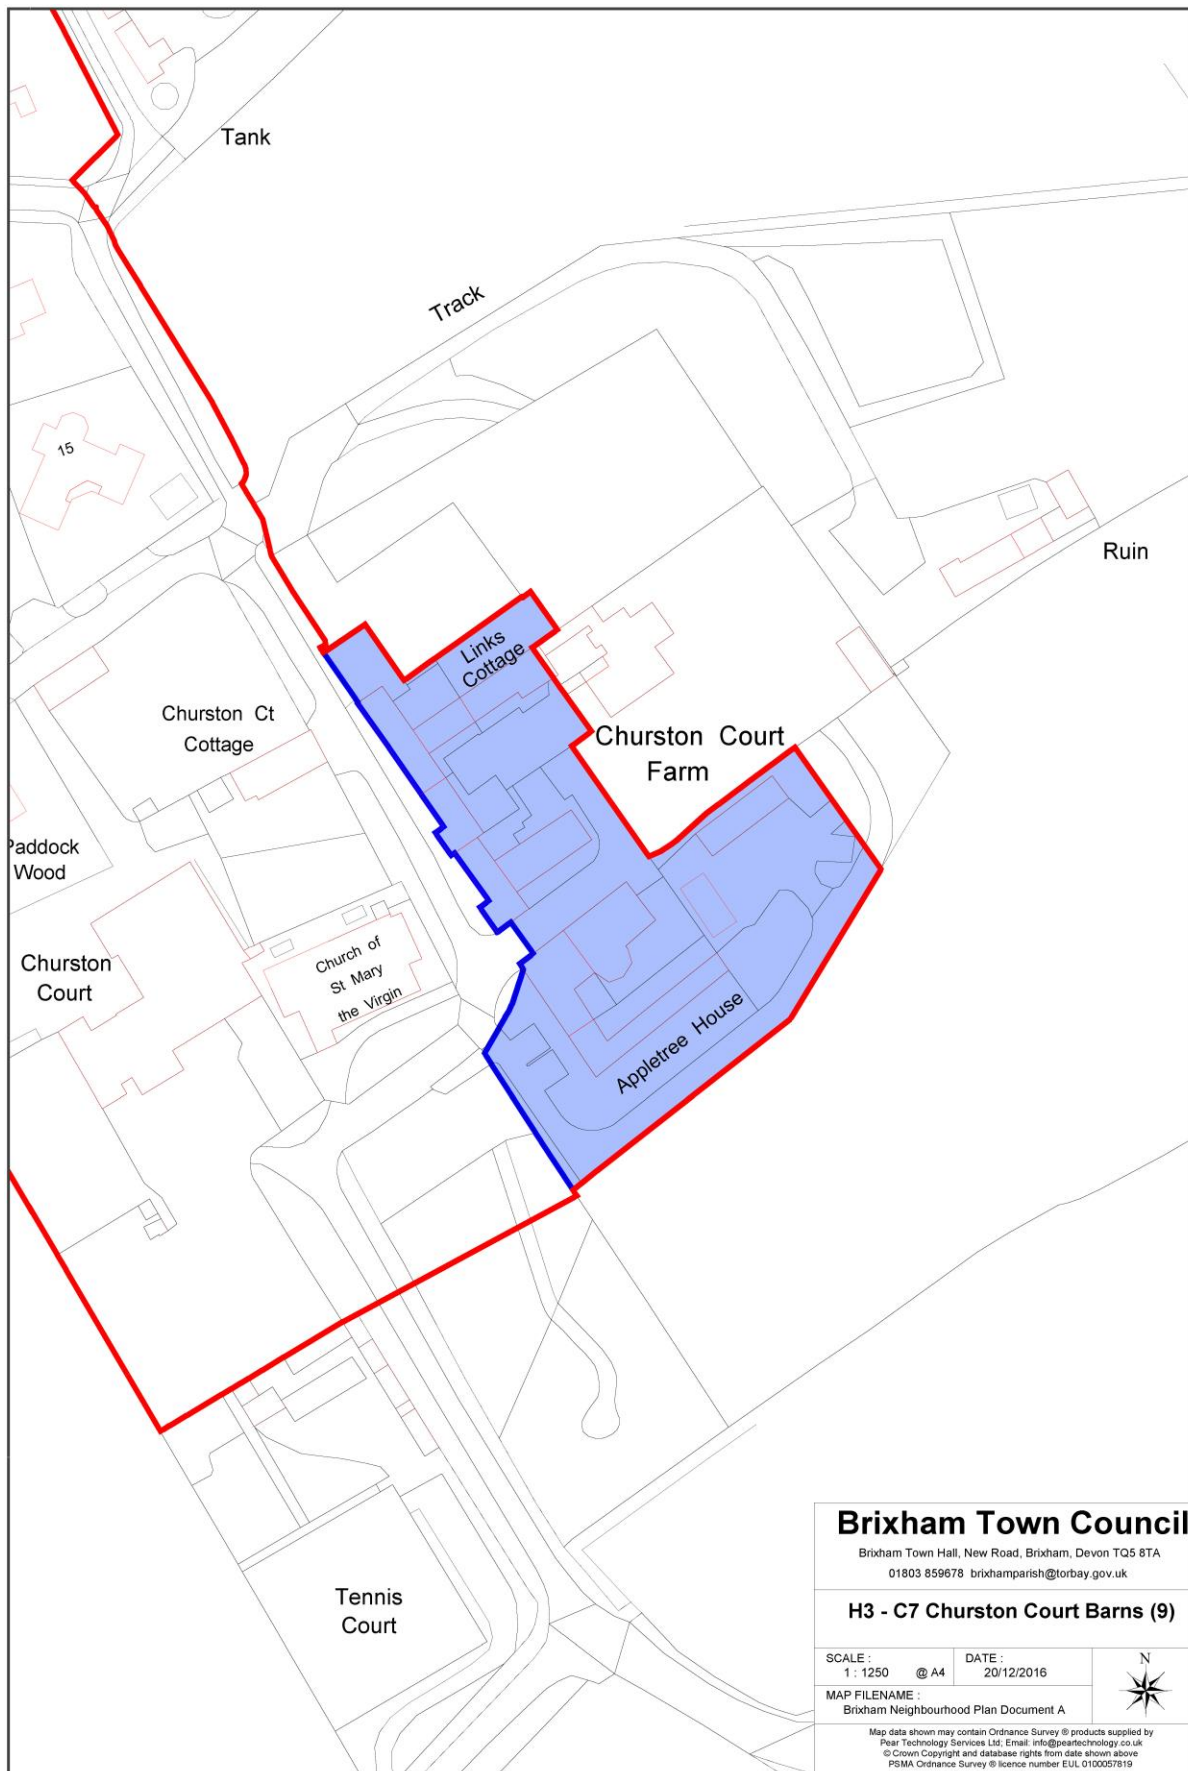 Tank
Track
15
Ruin
Links
Cottage
Churston Ct
Cottage
Churston Court
Farm
Paddock
Wood
Church of
St Mary
the Virgin
Churston
Court
Appletree House
Tennis
Court
Brixham Town Council
Brixham Town Hall, New Road, Brixham, Devon TQ5 8TA
01803 859678 brixhamparish@torbay.gov.uk
H3 - C7 Churston Court Barns (9)
SCALE :
1 : 1250 @ A4
DATE :
20/12/2016
N
MAP FILENAME :
Brixham Neighbourhood Plan Document A
Map data shown may contain Ordnance Survey ® products supplied by
Pear Technology Services Ltd; Email: info@peartechnology.co.uk
© Crown Copyright and database rights from date shown above
PSMA Ordnance Survey ® licence number EUL 0100057819